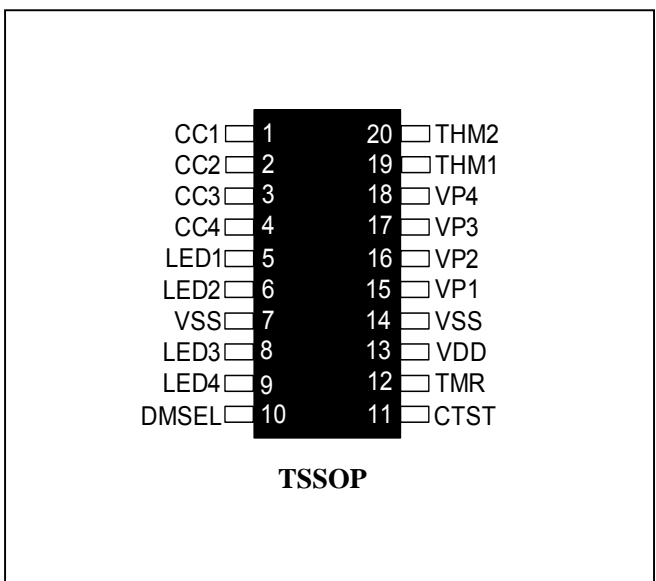 CC1 1 20 THM2
CC2 2 19 THM1
CC3 3 18 VP4
CC4 4 17 VP3
LED1 5 16 VP2
LED2 6 15 VP1
VSS 7 14 VSS
LED3 8 13 VDD
LED4 9 12 TMR
DMSEL 10 11 CTST
TSSOP